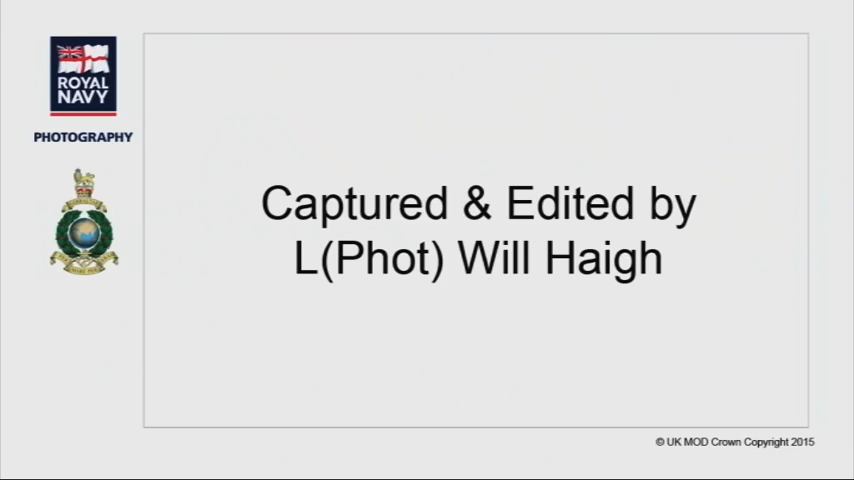 ROYAL
NAVY
PHOTOGRAPHY
Captured & Edited by
L(Phot) Will Haigh
© UK MOD Crown Copyright 2015